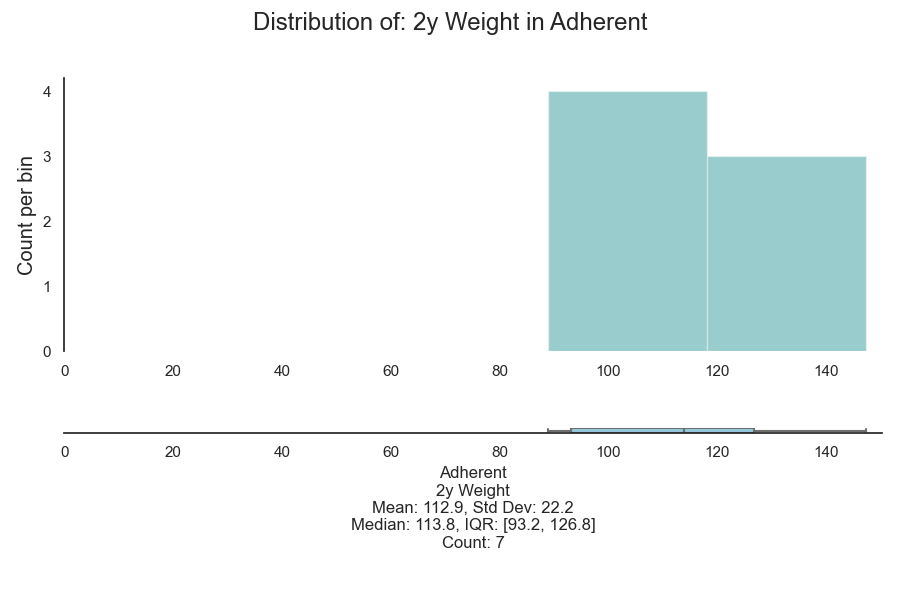 Distribution of: 2y Weight in Adherent
Count per bin
4
3
2
1
0
0 20 40 60 80 100 120 140
0 20 40 60 80 100 120 140
Adherent
2y Weight
Mean: 112.9, Std Dev: 22.2
Median: 113.8, IQR: [93.2, 126.8]
Count: 7